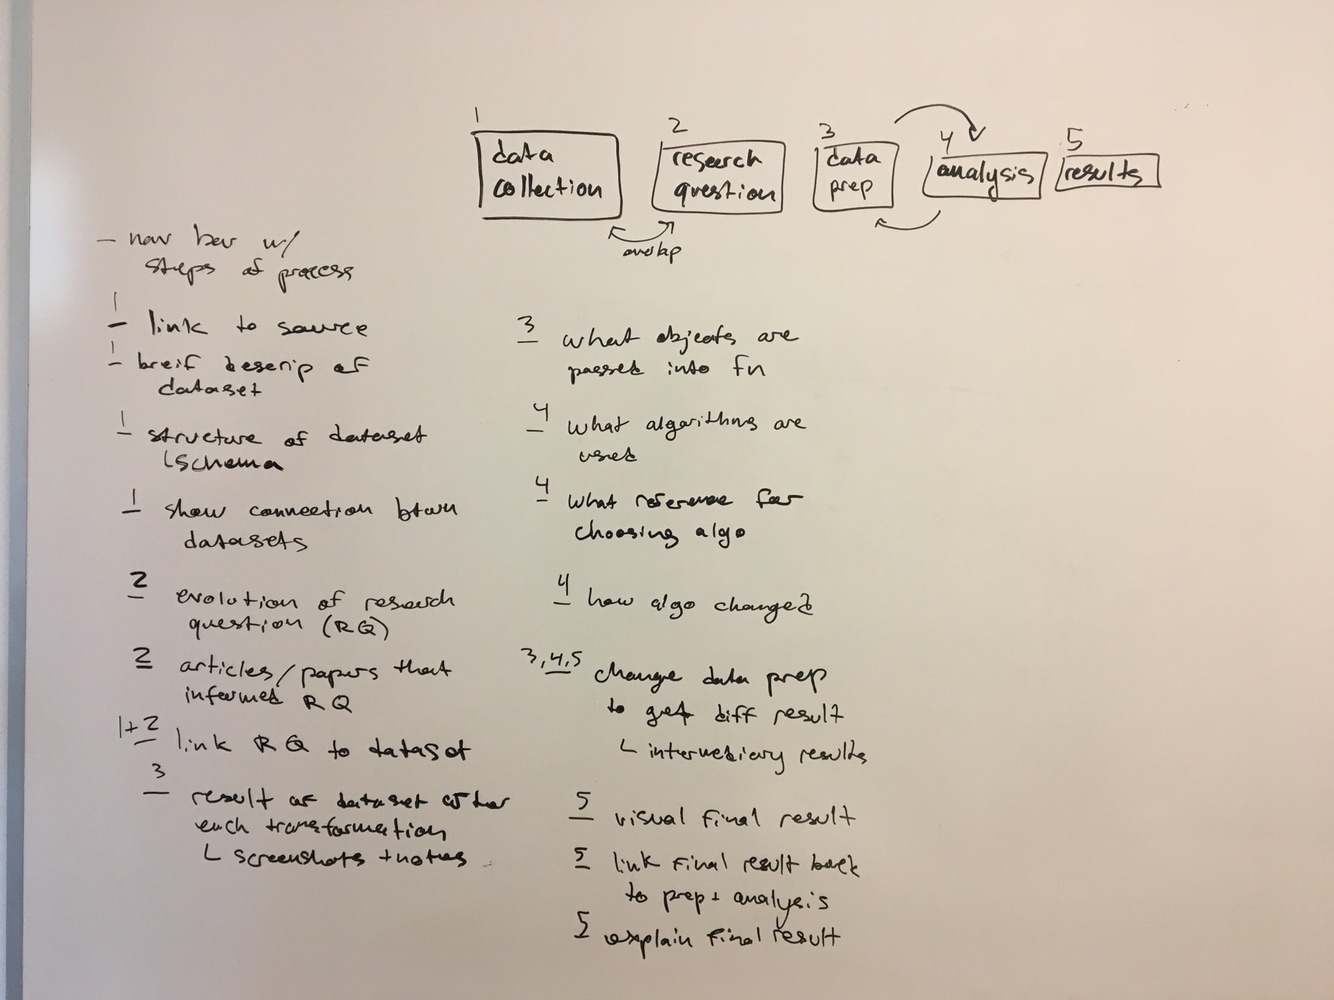 1
data
collection
2
research
question
3
data
prep
4
analysis
5
results
overlap
- nav bar w/
steps of process
1
- link to source
1
- breif descrip of
dataset
1
- structure of dataset
└ schema
1
- show connection btwn
datasets
2
- evolution of research
question (RQ)
2
- articles/papers that
informed RQ
1+2
- link RQ to dataset
3
- result of dataset after
each transformation
└ screenshots + notes
3
- what objects are
passed into fn
4
- what algorithms are
used
4
- what reference for
choosing algo
4
- how algo changed
3,4,5
- change data prep
to get diff result
└ intermediary results
5
- visual final result
5
- link final result back
to prep + analysis
5
- explain final result